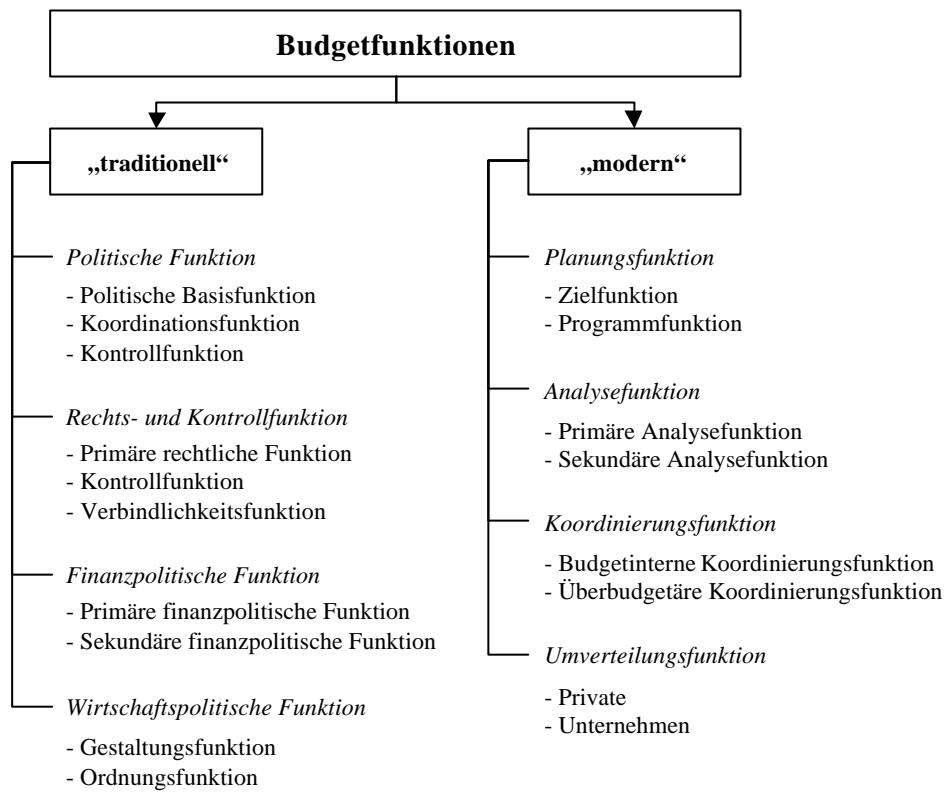 Budgetfunktionen
„traditionell“
Politische Funktion
- Politische Basisfunktion
- Koordinationsfunktion
- Kontrollfunktion
Rechts- und Kontrollfunktion
- Primäre rechtliche Funktion
- Kontrollfunktion
- Verbindlichkeitsfunktion
Finanzpolitische Funktion
- Primäre finanzpolitische Funktion
- Sekundäre finanzpolitische Funktion
Wirtschaftspolitische Funktion
- Gestaltungsfunktion
- Ordnungsfunktion
„modern“
Planungsfunktion
- Zielfunktion
- Programmfunktion
Analysefunktion
- Primäre Analysefunktion
- Sekundäre Analysefunktion
Koordinierungsfunktion
- Budgetinterne Koordinierungsfunktion
- Überbudgetäre Koordinierungsfunktion
Umverteilungsfunktion
- Private
- Unternehmen